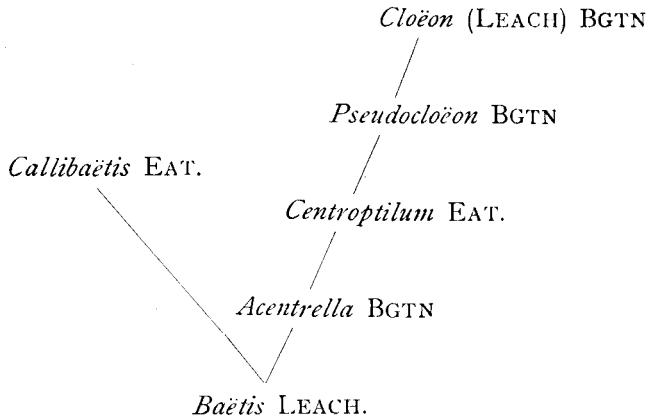 Cloëon (LEACH) BGTN
Pseudocloëon BGTN
Callibaëtis EAT.
Centroptilum EAT.
Acentrella BGTN
Baëtis LEACH.